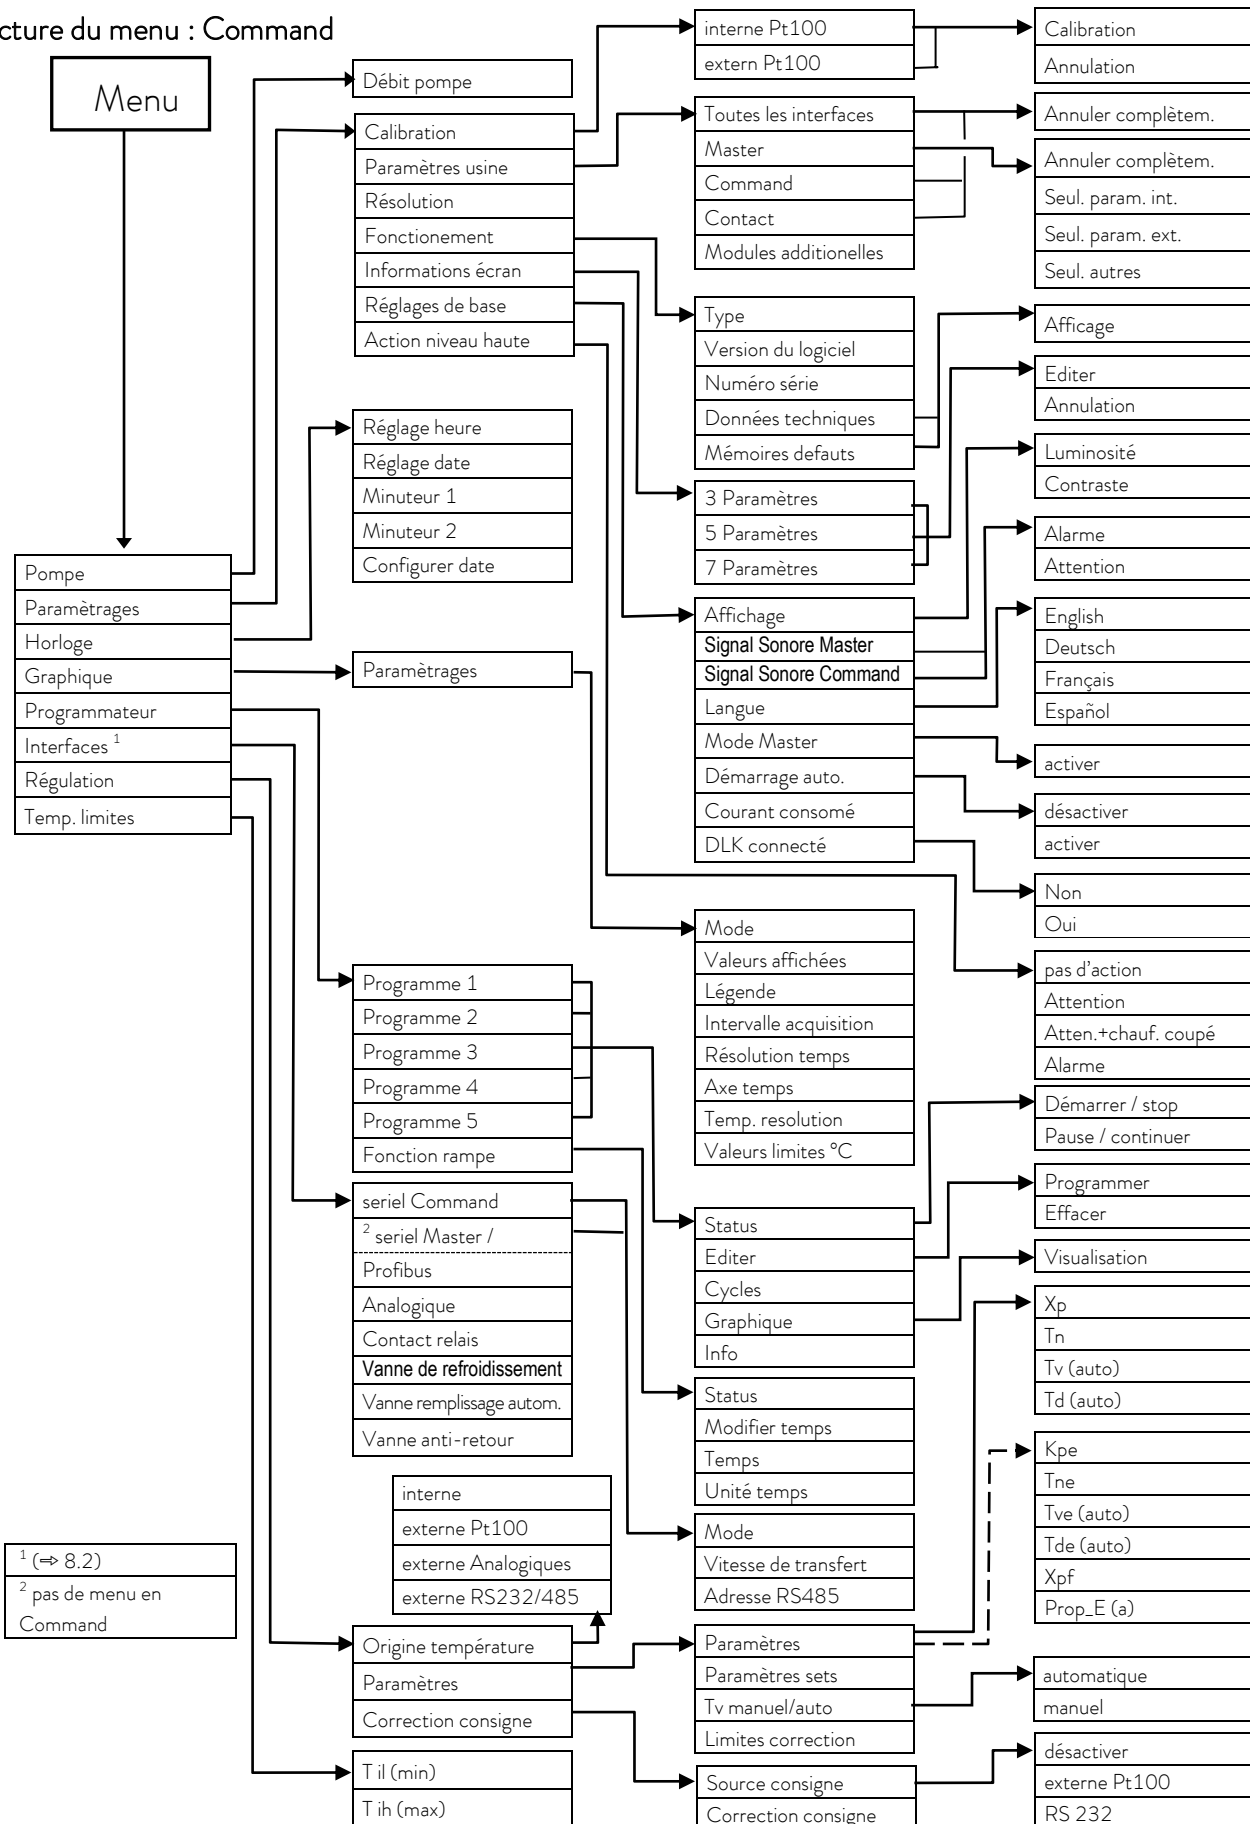 cture du menu : Command
Menu
Pompe
Paramètrages
Horloge
Graphique
Programmateur
Interfaces 1
Régulation
Temp. limites
1 (⇨ 8.2)
2 pas de menu en
Command
Débit pompe
Calibration
Paramètres usine
Résolution
Fonctionement
Informations écran
Réglages de base
Action niveau haute
Réglage heure
Réglage date
Minuteur 1
Minuteur 2
Configurer date
Paramètrages
Programme 1
Programme 2
Programme 3
Programme 4
Programme 5
Fonction rampe
seriel Command
2 seriel Master /
Profibus
Analogique
Contact relais
Vanne de refroidissement
Vanne remplissage autom.
Vanne anti-retour
interne
externe Pt100
externe Analogiques
externe RS232/485
Origine température
Paramètres
Correction consigne
T il (min)
T ih (max)
interne Pt100
extern Pt100
Toutes les interfaces
Master
Command
Contact
Modules additionelles
Type
Version du logiciel
Numéro série
Données techniques
Mémoires defauts
3 Paramètres
5 Paramètres
7 Paramètres
Affichage
Signal Sonore Master
Signal Sonore Command
Langue
Mode Master
Démarrage auto.
Courant consomé
DLK connecté
Mode
Valeurs affichées
Légende
Intervalle acquisition
Résolution temps
Axe temps
Temp. resolution
Valeurs limites °C
Status
Editer
Cycles
Graphique
Info
Status
Modifier temps
Temps
Unité temps
Mode
Vitesse de transfert
Adresse RS485
Paramètres
Paramètres sets
Tv manuel/auto
Limites correction
Source consigne
Correction consigne
Calibration
Annulation
Annuler complètem.
Annuler complètem.
Seul. param. int.
Seul. param. ext.
Seul. autres
Afficage
Editer
Annulation
Luminosité
Contraste
Alarme
Attention
English
Deutsch
Français
Español
activer
désactiver
activer
Non
Oui
pas d'action
Attention
Atten.+chauf. coupé
Alarme
Démarrer / stop
Pause / continuer
Programmer
Effacer
Visualisation
Xp
Tn
Tv (auto)
Td (auto)
Kpe
Tne
Tve (auto)
Tde (auto)
Xpf
Prop_E (a)
automatique
manuel
désactiver
externe Pt100
RS 232